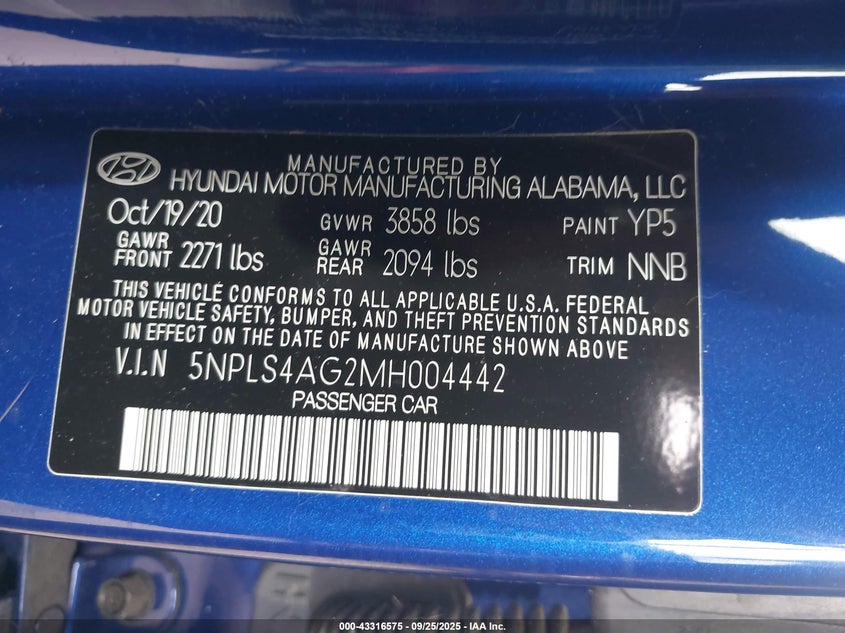 MANUFACTURED BY
HYUNDAI MOTOR MANUFACTURING ALABAMA, LLC
Oct/19/20 GVWR 3858 lbs PAINT YP5
GAWR FRONT 2271 lbs GAWR REAR 2094 lbs TRIM NNB
THIS VEHICLE CONFORMS TO ALL APPLICABLE U.S.A. FEDERAL
MOTOR VEHICLE SAFETY, BUMPER, AND THEFT PREVENTION STANDARDS
IN EFFECT ON THE DATE OF MANUFACTURE SHOWN ABOVE.
V.I.N 5NPLS4AG2MH004442
PASSENGER CAR
000-43316575 - 09/25/2025 - IAA Inc.